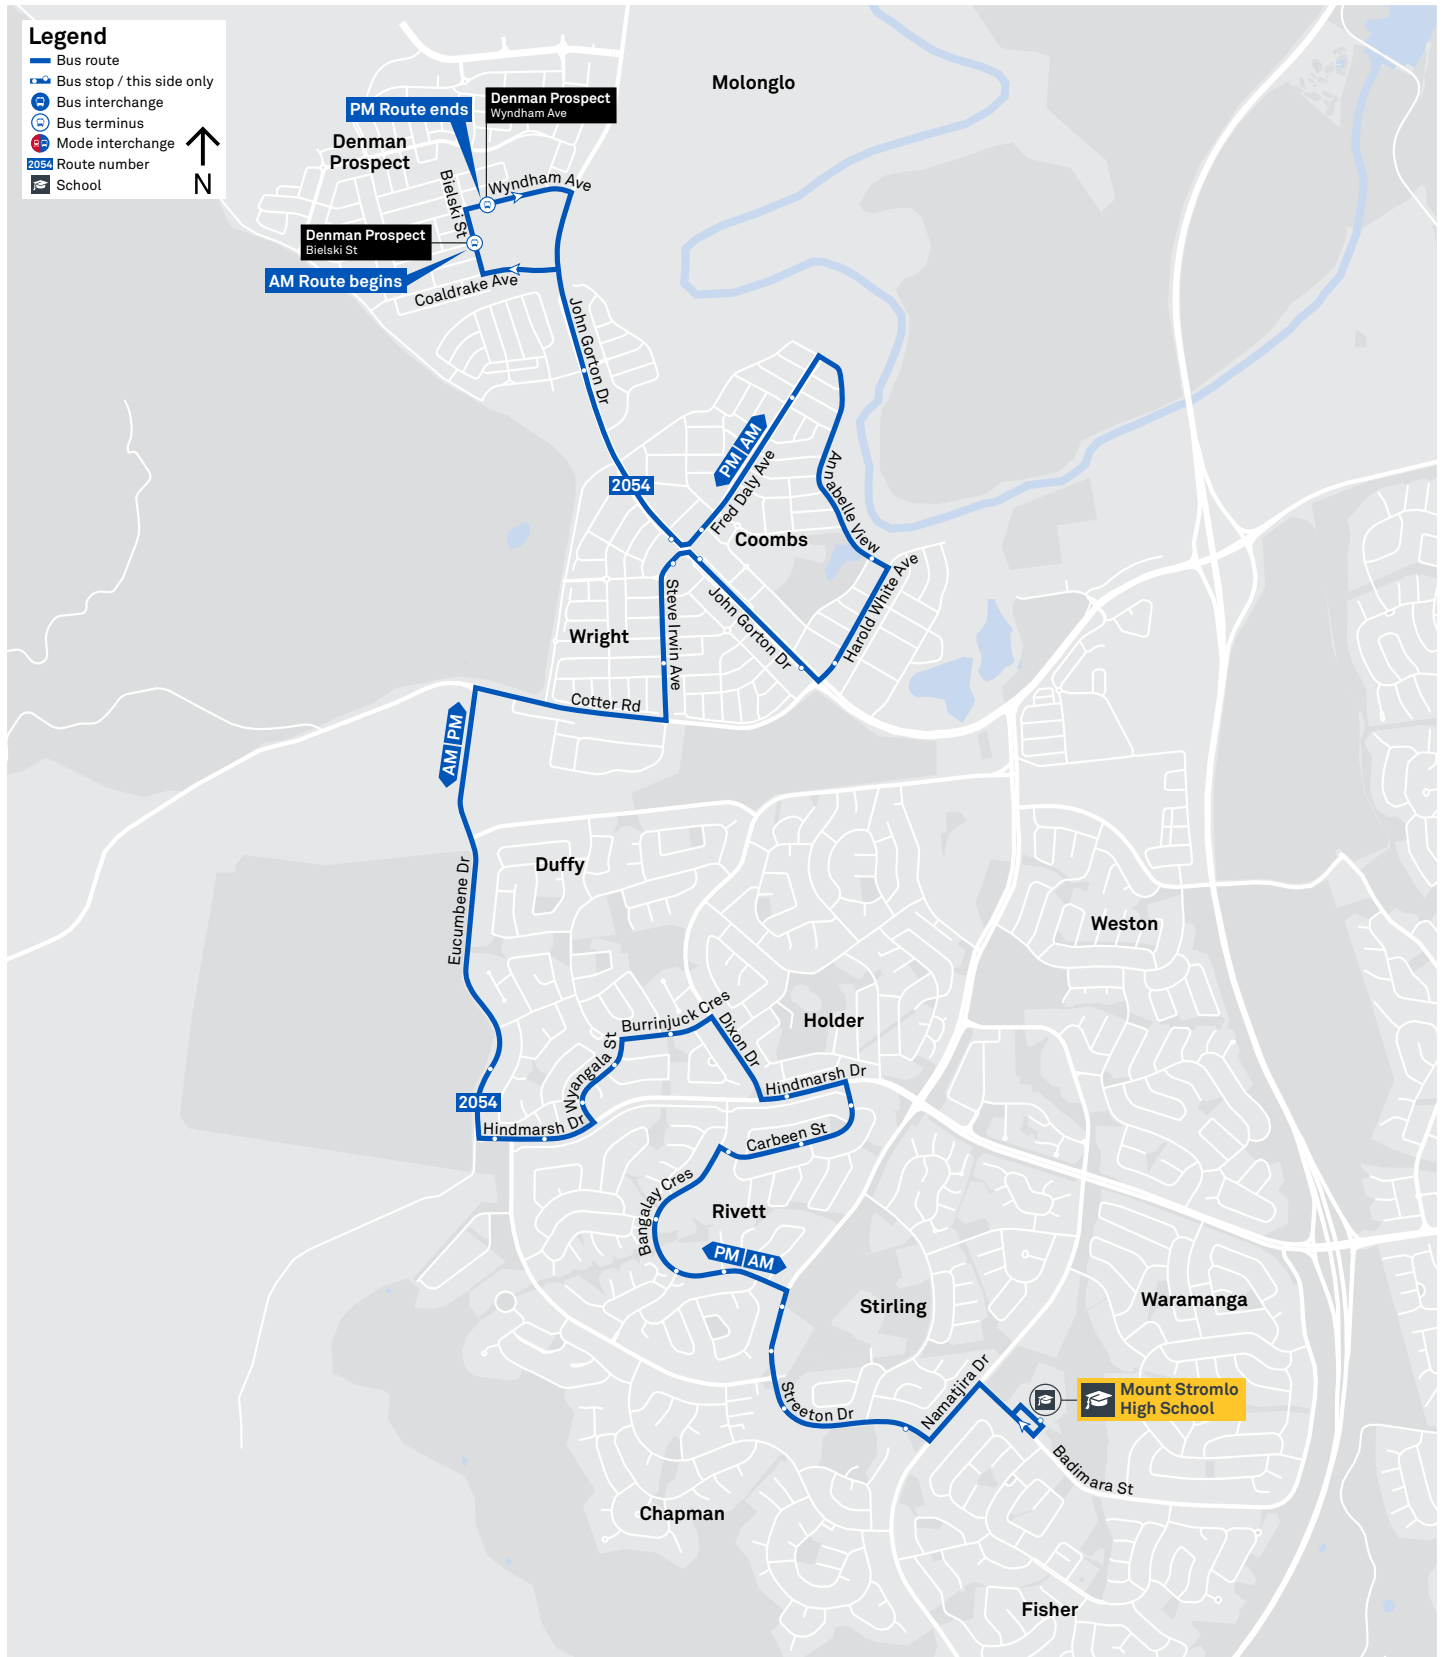 Legend
Bus route
Bus stop / this side only
Bus interchange
Bus terminus
Mode interchange
2054 Route number
School
N
Molonglo
PM Route ends
Denman Prospect
Wyndham Ave
Denman
Prospect
Wyndham Ave
Bielski St
Denman Prospect
Bielski St
AM Route begins
Coaldrake Ave
John Gorton Dr
PM | AM
2054
Fred Daly Ave
Annabelle View
Coombs
Harold White Ave
Steve Irwin Ave
John Gorton Dr
Wright
Cotter Rd
AM | PM
Duffy
Eucumbene Dr
Weston
Burrinjuck Cres
Dixon Dr
Holder
Wyangala St
Hindmarsh Dr
2054
Hindmarsh Dr
Carbeen St
Bangalay Cres
Rivett
PM | AM
Stirling
Waramanga
Streeton Dr
Namatjira Dr
Mount Stromlo
High School
Badimara St
Chapman
Fisher